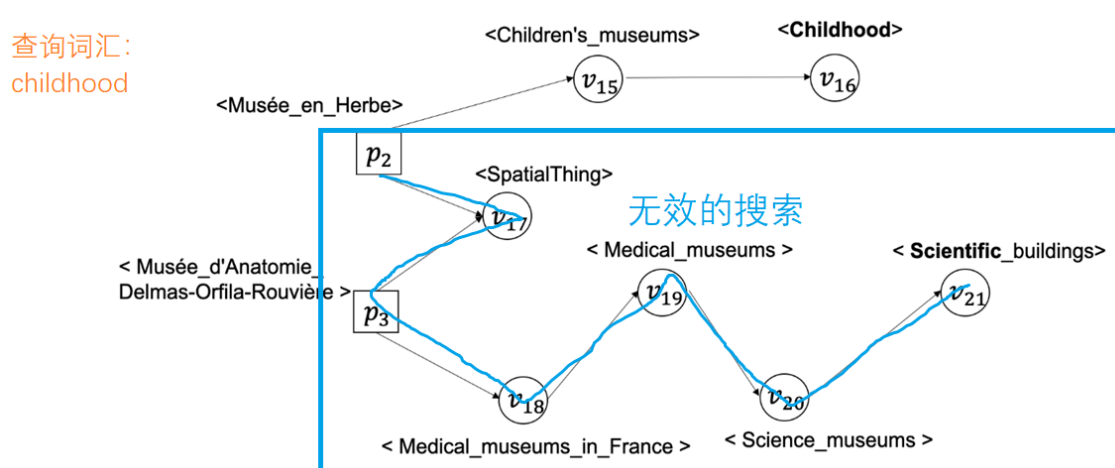 查询词汇:
childhood
<Children's_museums>
<Childhood>
v15
v16
<Musée_en_Herbe>
p2
<SpatialThing>
v17
无效的搜索
< Musée_d'Anatomie_
Delmas-Orfila-Rouvière >
p3
< Medical_museums >
v19
< Scientific_buildings>
v21
v18
v20
< Medical_museums_in_France >
< Science_museums >